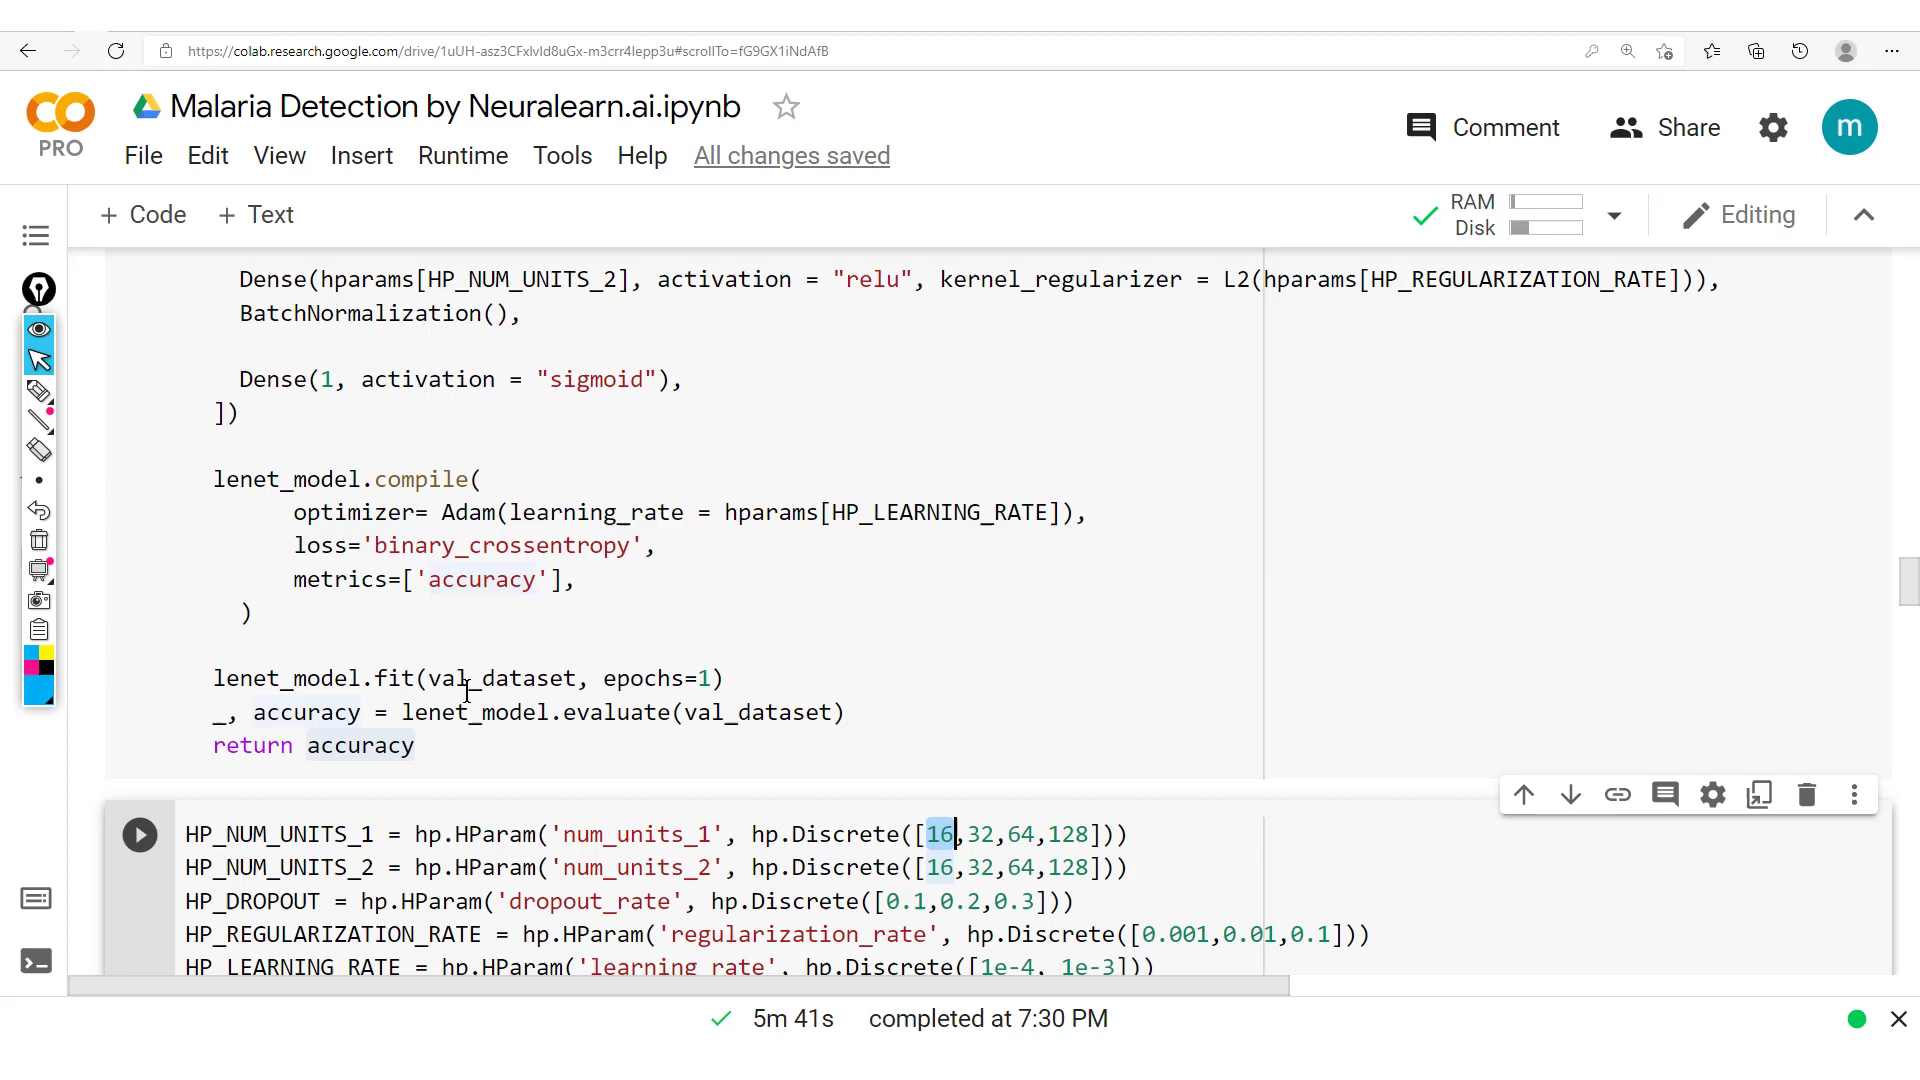 https://colab.research.google.com/drive/1uUH-asz3CFxlvld8uGx-m3crr4lepp3u#scrollTo=fG9GX1iNdAfB
PRO
Malaria Detection by Neuralearn.ai.ipynb
File Edit View Insert Runtime Tools Help All changes saved
Comment Share m
+ Code + Text
RAM
Disk
Editing
Dense(hparams[HP_NUM_UNITS_2], activation = "relu", kernel_regularizer = L2(hparams[HP_REGULARIZATION_RATE])),
BatchNormalization(),
Dense(1, activation = "sigmoid"),
])
lenet_model.compile(
optimizer= Adam(learning_rate = hparams[HP_LEARNING_RATE]),
loss='binary_crossentropy',
metrics=['accuracy'],
)
lenet_model.fit(val_dataset, epochs=1)
_, accuracy = lenet_model.evaluate(val_dataset)
return accuracy
HP_NUM_UNITS_1 = hp.HParam('num_units_1', hp.Discrete([16,32,64,128]))
HP_NUM_UNITS_2 = hp.HParam('num_units_2', hp.Discrete([16,32,64,128]))
HP_DROPOUT = hp.HParam('dropout_rate', hp.Discrete([0.1,0.2,0.3]))
HP_REGULARIZATION_RATE = hp.HParam('regularization_rate', hp.Discrete([0.001,0.01,0.1]))
HP_LEARNING_RATE = hp.HParam('learning_rate', hp.Discrete([1e-4, 1e-3]))
5m 41s completed at 7:30 PM